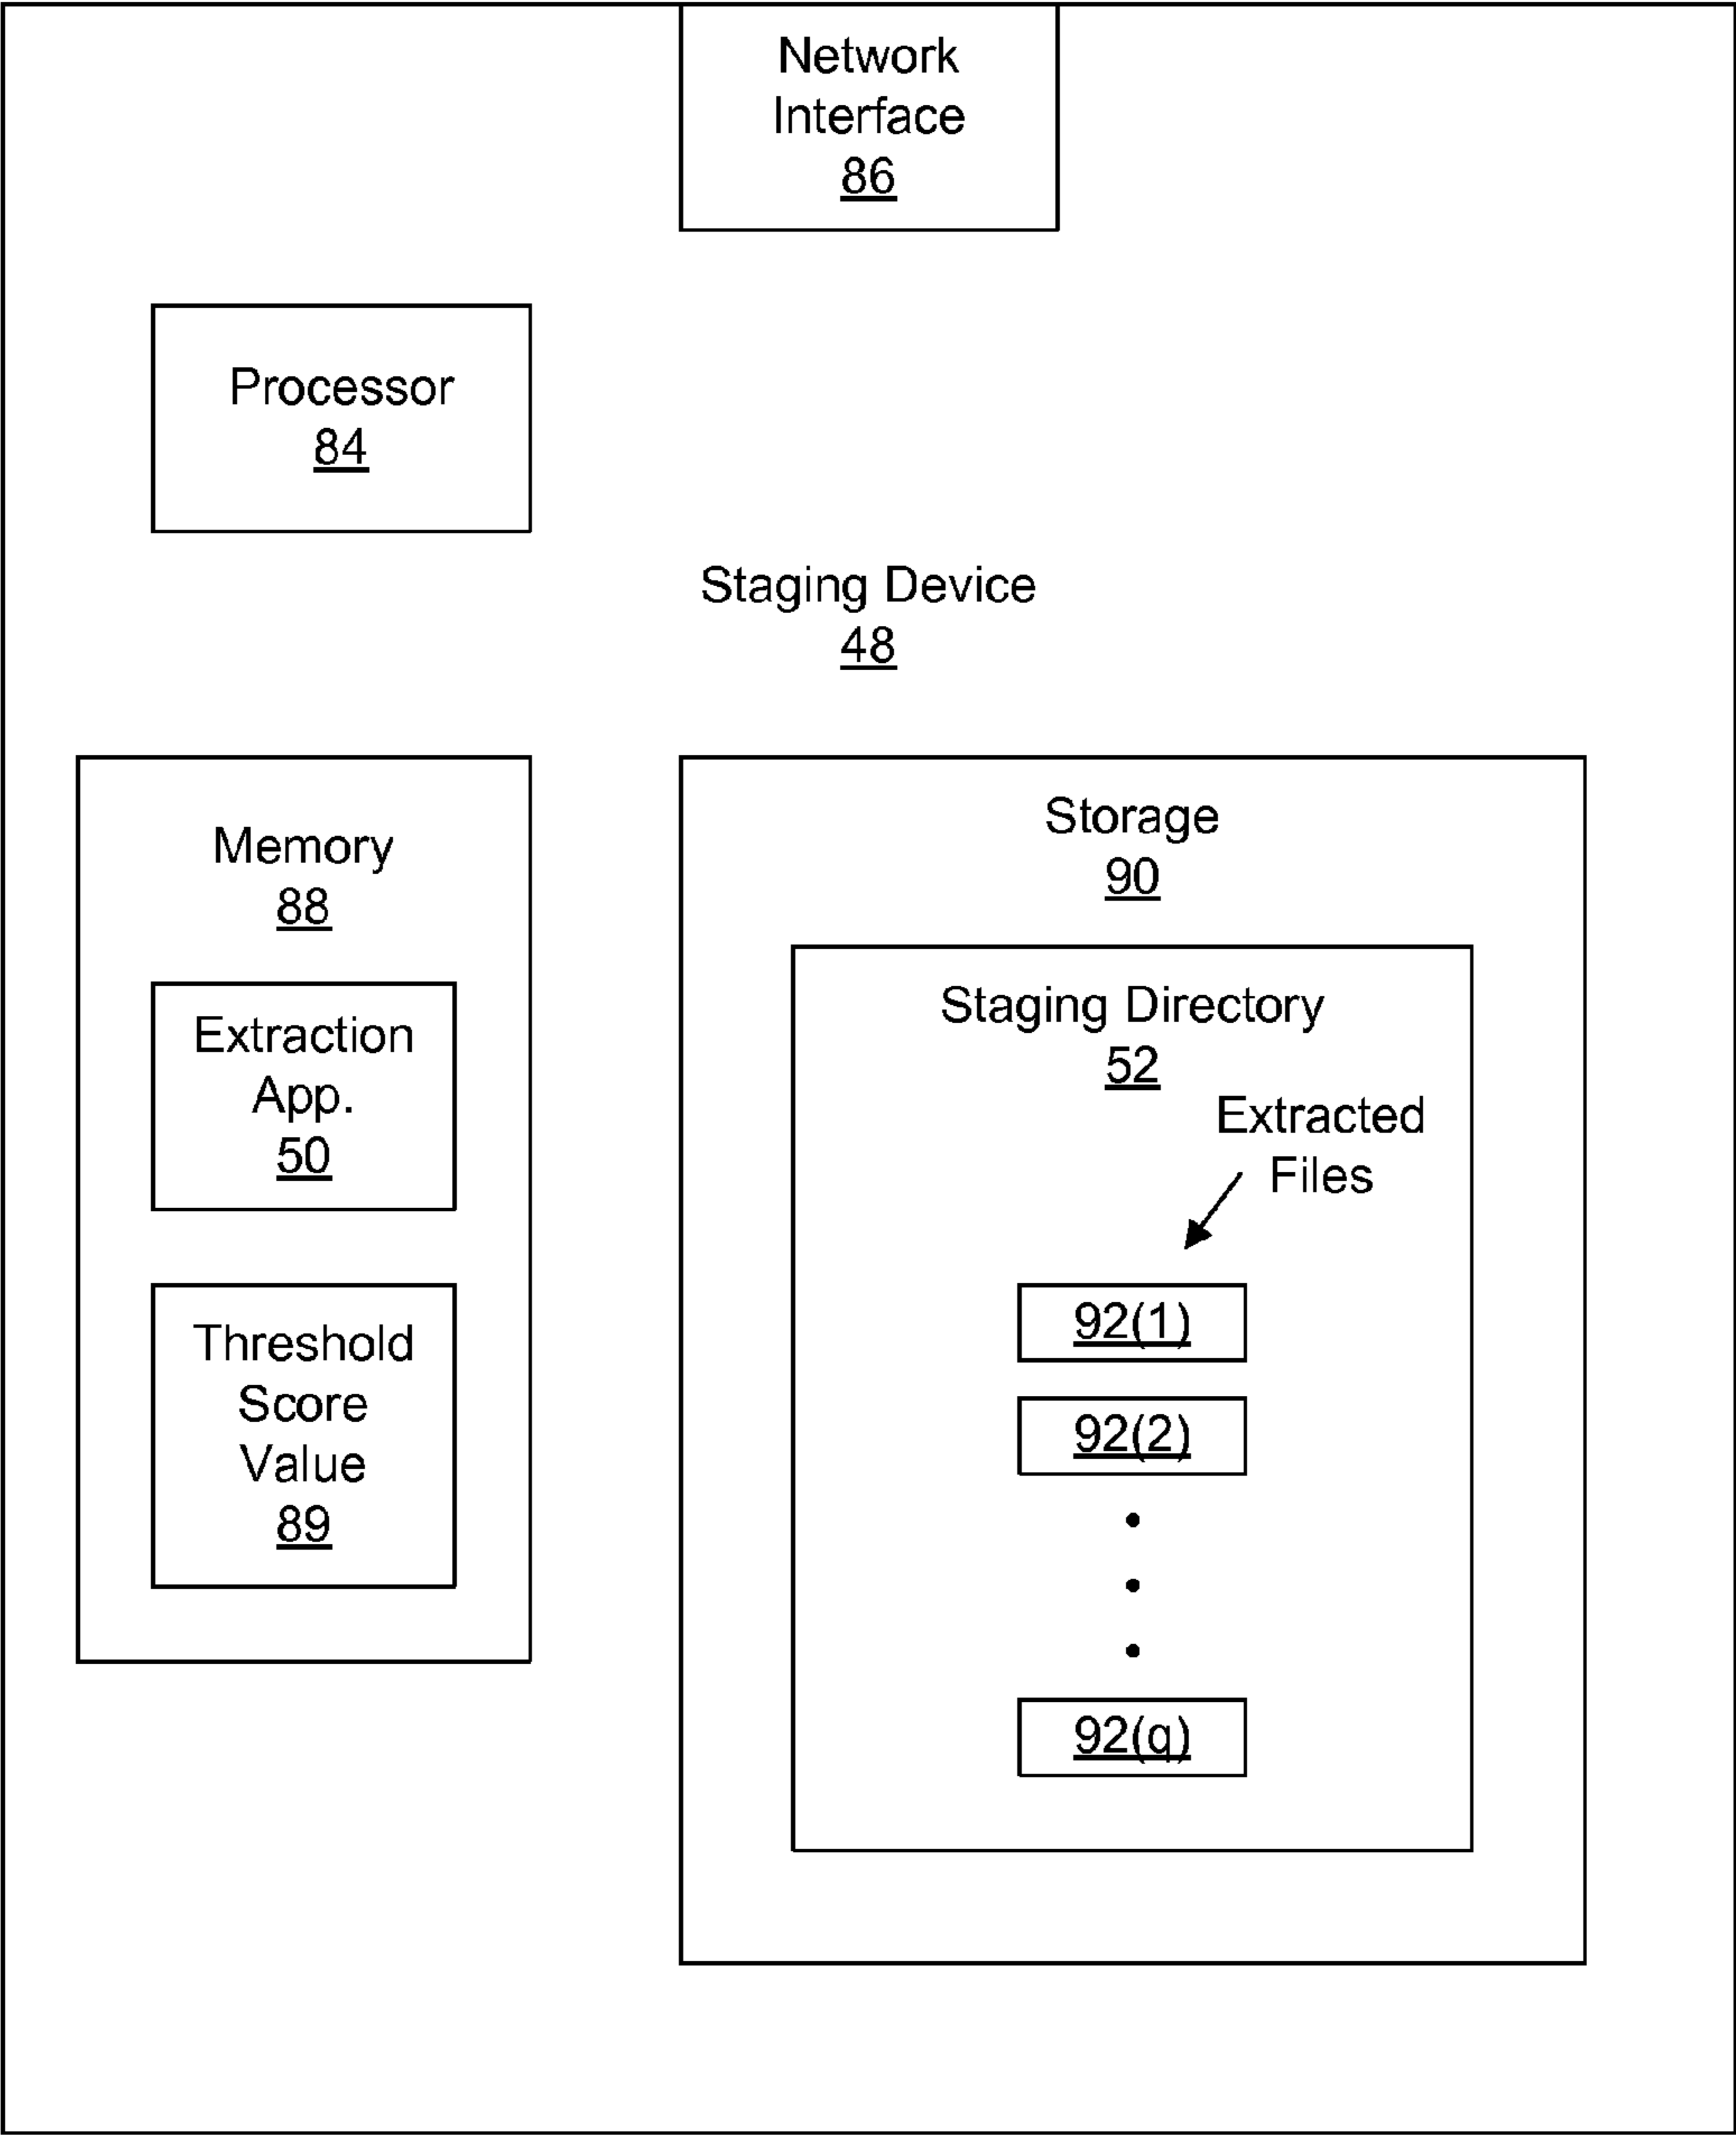 Network
Interface
86
Processor
84
Staging Device
48
Memory
88
Extraction
App.
50
Threshold
Score
Value
89
Storage
90
Staging Directory
52
Extracted
Files
92(1)
92(2)
92(q)